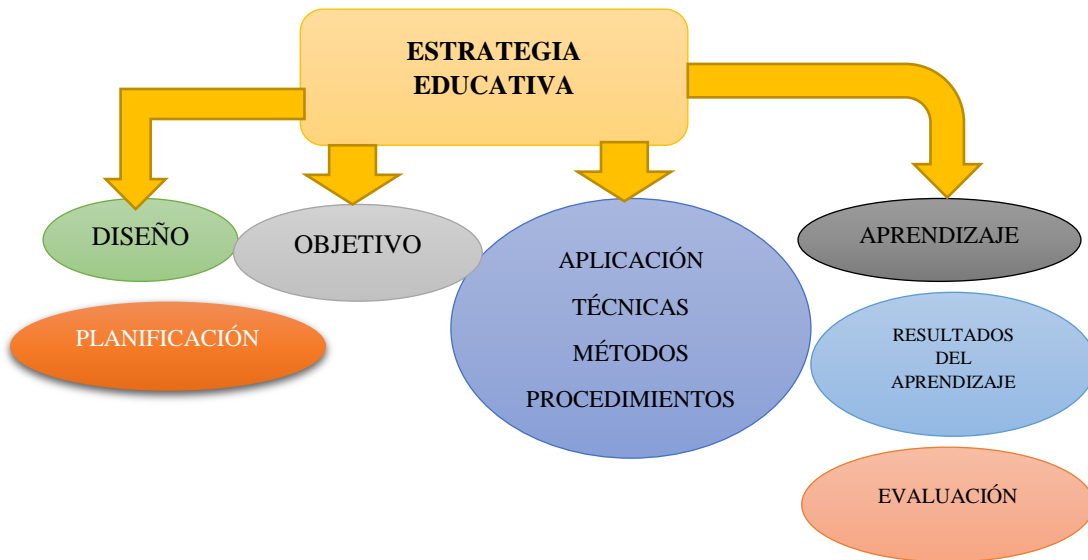 ESTRATEGIA
EDUCATIVA
DISEÑO
OBJETIVO
APLICACIÓN
TÉCNICAS
MÉTODOS
PROCEDIMIENTOS
APRENDIZAJE
PLANIFICACIÓN
RESULTADOS
DEL
APRENDIZAJE
EVALUACIÓN